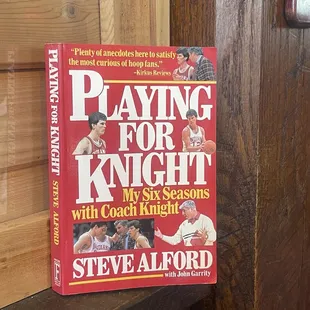 "Plenty of anecdotes here to satisfy
the most curious of hoop fans."
–Kirkus Reviews
PLAYING
FOR
KNIGHT
My Six Seasons
with Coach Knight
STEVE ALFORD
with John Garrity
PLAYING FOR KNIGHT
STEVE ALFORD